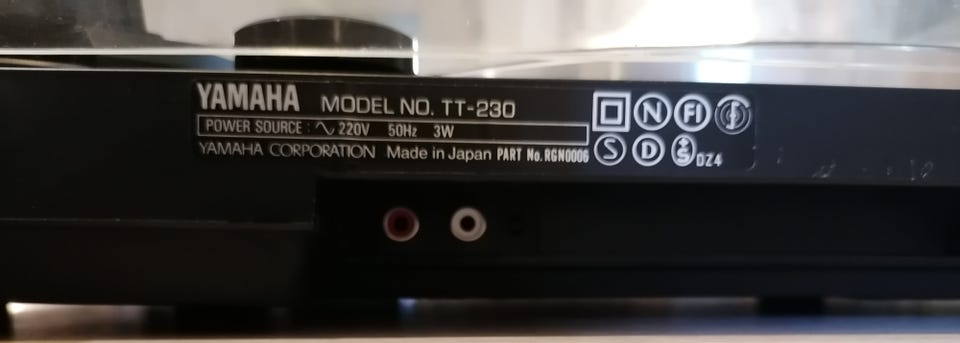 YAMAHA MODEL NO. TT-230
POWER SOURCE : ∿ 220V 50Hz 3W
YAMAHA CORPORATION Made in Japan PART No. RGN0006
N FI
S D S DZ4